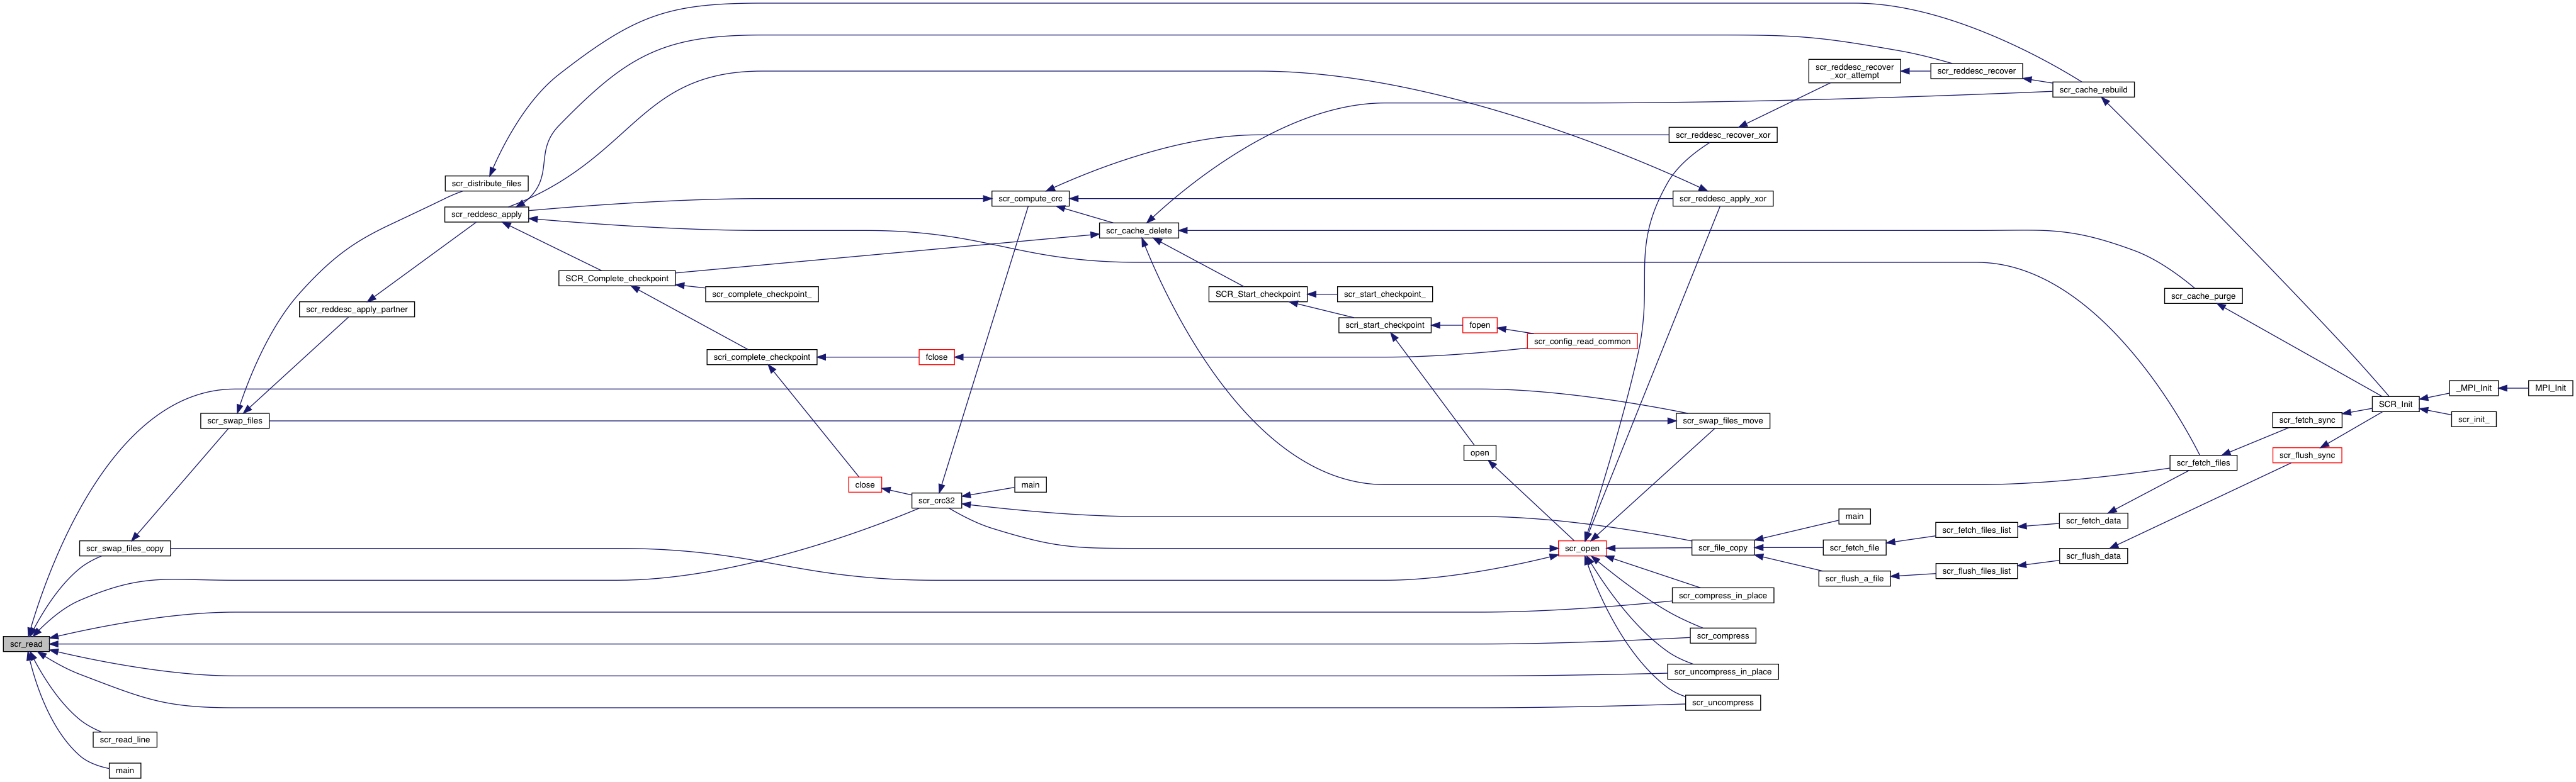 scr_reddesc_recover
_xor_attempt
scr_reddesc_recover
scr_cache_rebuild
scr_reddesc_recover_xor
scr_distribute_files
scr_compute_crc
scr_reddesc_apply_xor
scr_reddesc_apply
scr_cache_delete
SCR_Complete_checkpoint
scr_complete_checkpoint_
SCR_Start_checkpoint
scr_start_checkpoint_
scr_cache_purge
scr_reddesc_apply_partner
scri_start_checkpoint
fopen
scr_config_read_common
scri_complete_checkpoint
fclose
_MPI_Init
MPI_Init
SCR_Init
scr_swap_files
scr_swap_files_move
scr_fetch_sync
scr_init_
open
scr_flush_sync
scr_fetch_files
close
main
scr_crc32
main
scr_fetch_data
scr_fetch_files_list
scr_swap_files_copy
scr_open
scr_file_copy
scr_fetch_file
scr_flush_data
scr_flush_files_list
scr_flush_a_file
scr_compress_in_place
scr_compress
scr_read
scr_uncompress_in_place
scr_uncompress
scr_read_line
main